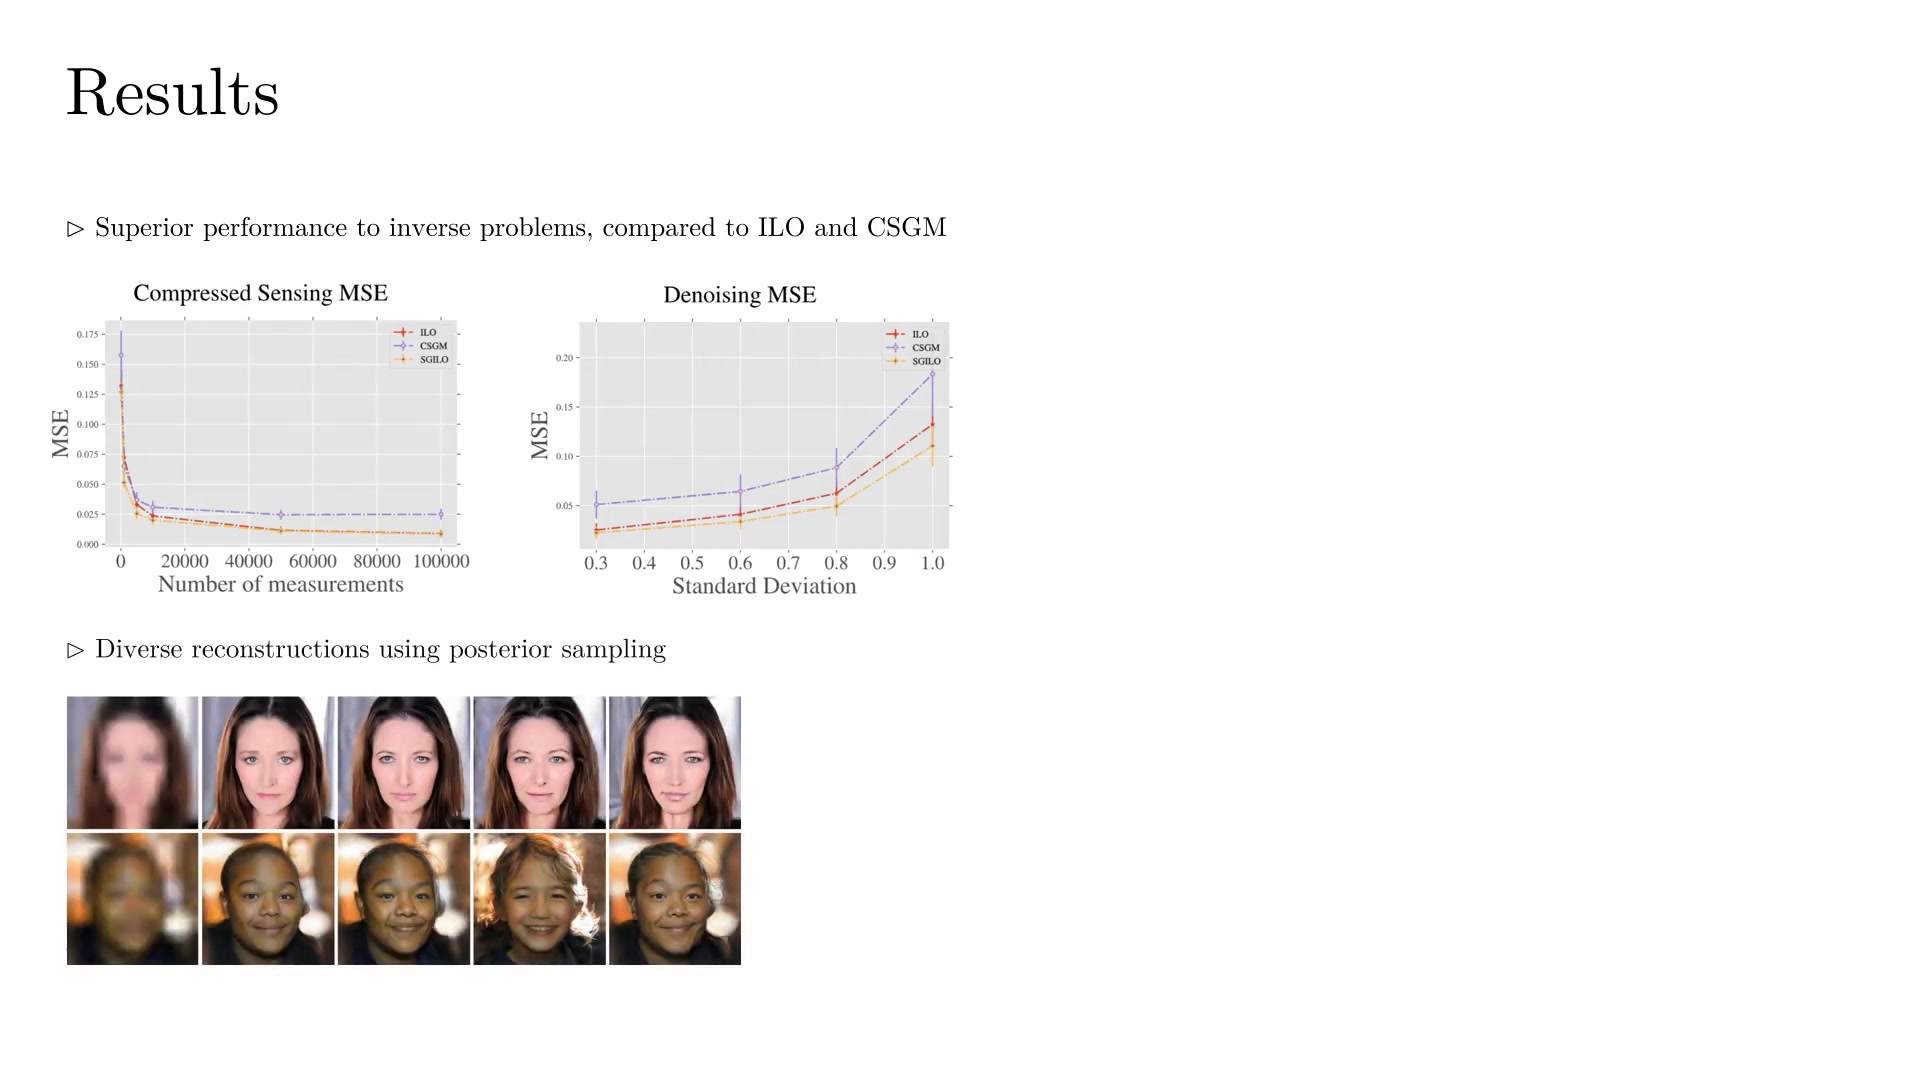 Results
▷ Superior performance to inverse problems, compared to ILO and CSGM
Compressed Sensing MSE
ILO
CSGM
SGILO
0.175
0.150
0.125
0.100
0.075
0.050
0.025
0.000
MSE
0 20000 40000 60000 80000 100000
Number of measurements
Denoising MSE
ILO
CSGM
SGILO
0.20
0.15
0.10
0.05
MSE
0.3 0.4 0.5 0.6 0.7 0.8 0.9 1.0
Standard Deviation
▷ Diverse reconstructions using posterior sampling